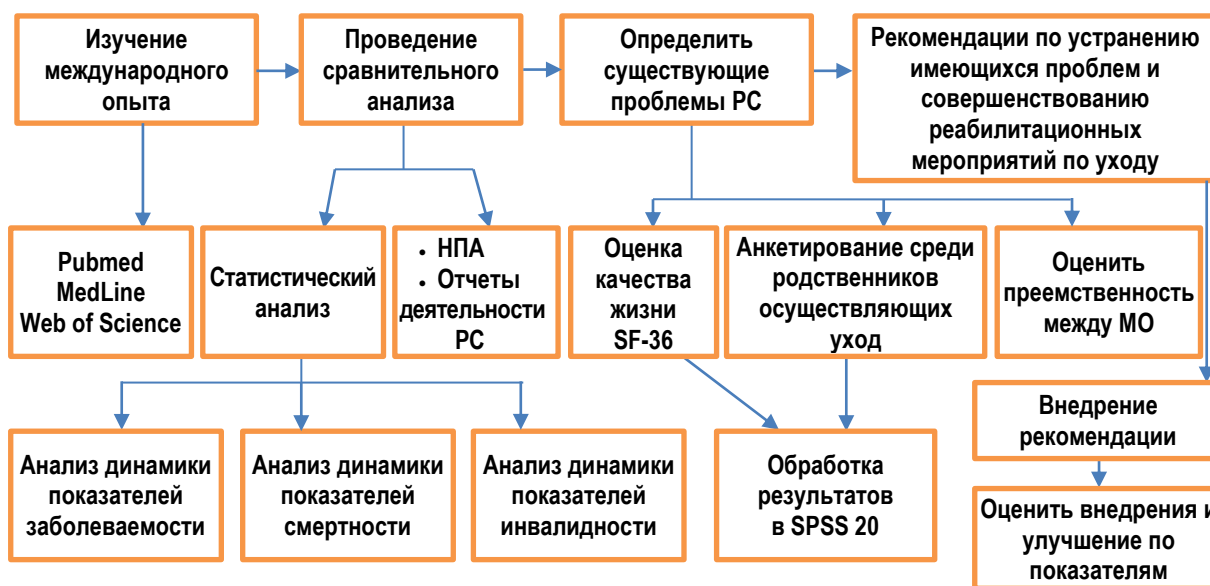 Изучение
международного
опыта
Проведение
сравнительного
анализа
Определить
существующие
проблемы РС
Рекомендации по устранению
имеющихся проблем и
совершенствованию
реабилитационных
мероприятий по уходу
Pubmed
MedLine
Web of Science
Статистический
анализ
• НПА
• Отчеты
деятельности
РС
Оценка
качества
жизни
SF-36
Анкетирование среди
родственников
осуществляющих
уход
Оценить
преемственность
между МО
Анализ динамики
показателей
заболеваемости
Анализ динамики
показателей
смертности
Анализ динамики
показателей
инвалидности
Обработка
результатов
в SPSS 20
Внедрение
рекомендации
Оценить внедрения и
улучшение по
показателям